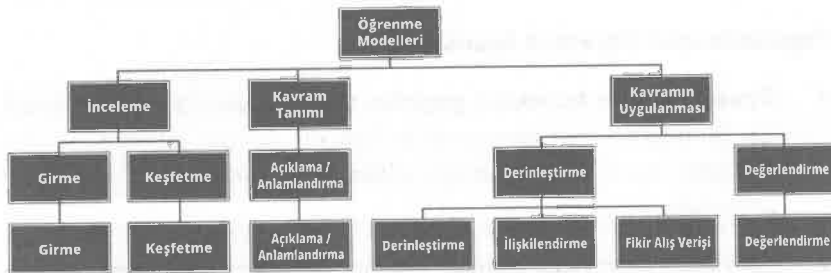 Öğrenme
Modelleri
İnceleme
Kavram
Tanımı
Kavramın
Uygulanması
Girme
Keşfetme
Açıklama /
Anlamlandırma
Derinleştirme
Değerlendirme
Girme
Keşfetme
Açıklama /
Anlamlandırma
Derinleştirme
İlişkilendirme
Fikir Alış Verişi
Değerlendirme